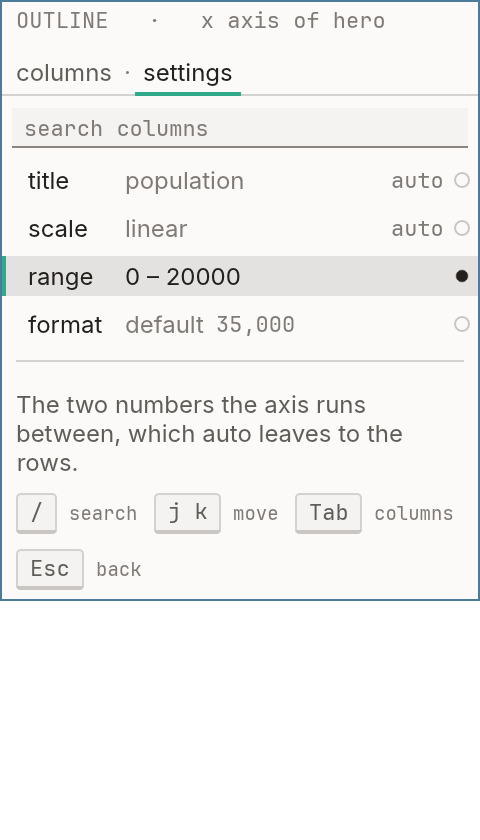 OUTLINE · x axis of hero
columns · settings
search columns
title population auto
scale linear auto
range 0 – 20000
format default 35,000
The two numbers the axis runs
between, which auto leaves to the
rows.
/ search j k move Tab columns
Esc back